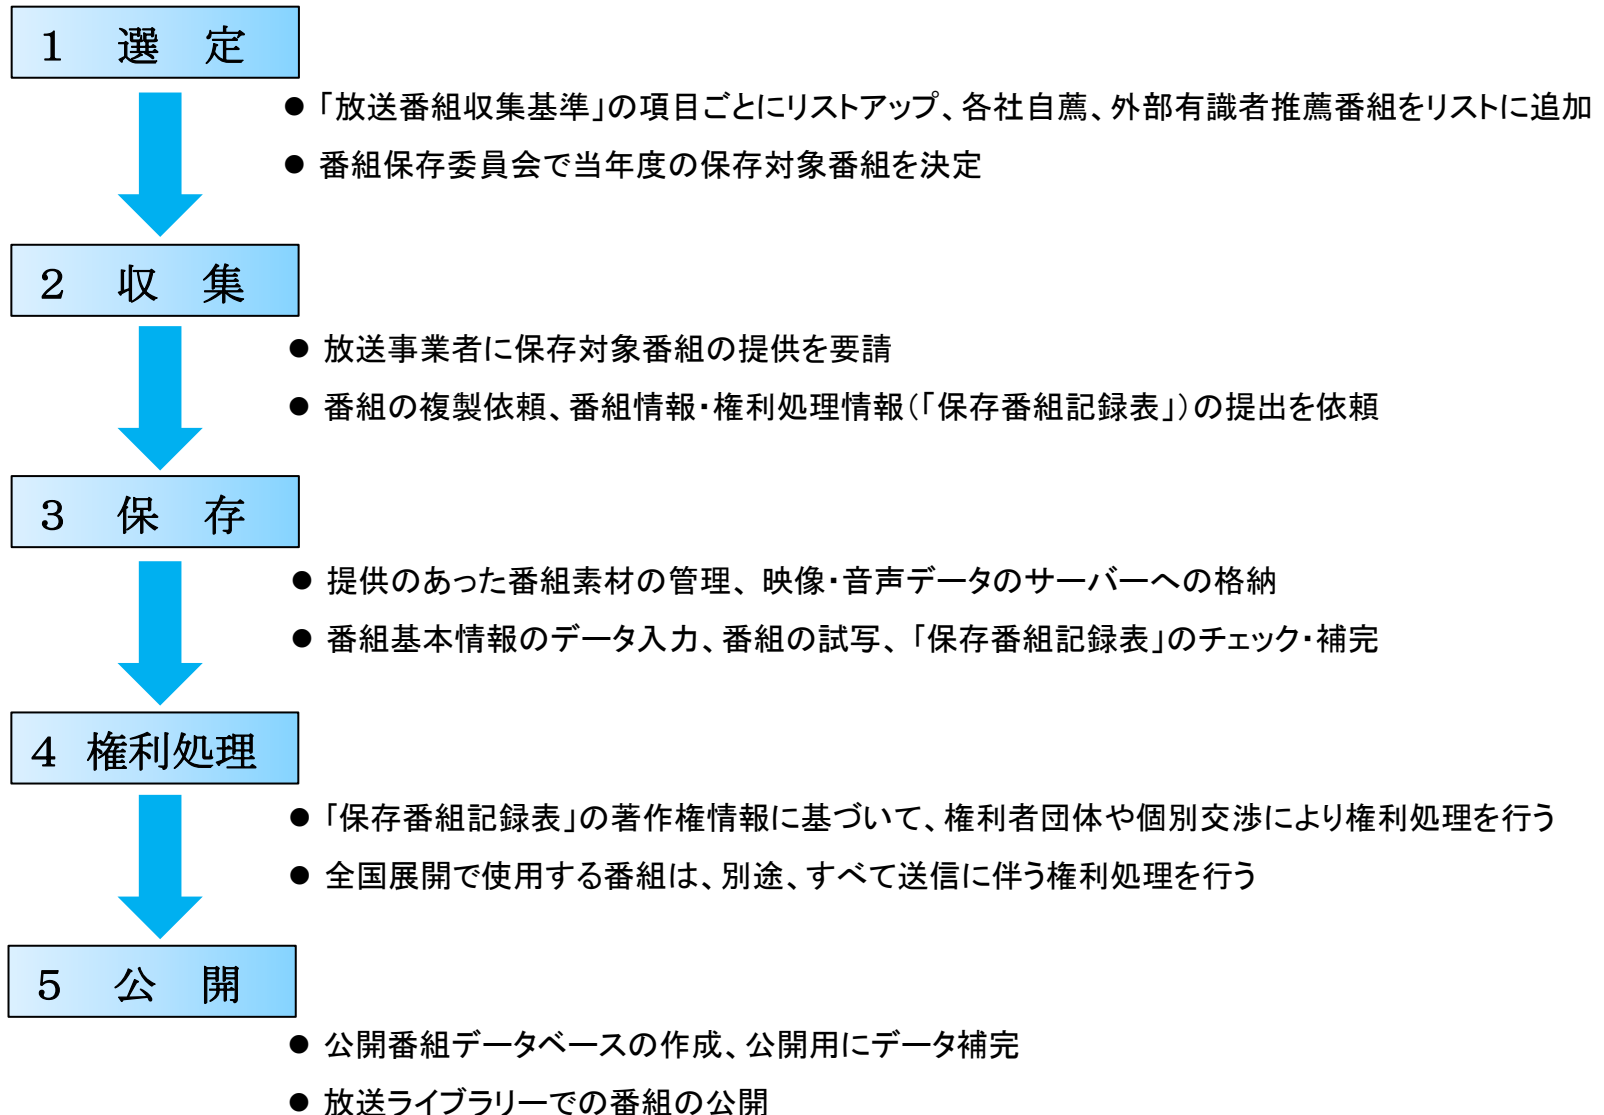 1 選 定
● 「放送番組収集基準」の項目ごとにリストアップ、各社自薦、外部有識者推薦番組をリストに追加
● 番組保存委員会で当年度の保存対象番組を決定
2 収 集
● 放送事業者に保存対象番組の提供を要請
● 番組の複製依頼、番組情報・権利処理情報(「保存番組記録表」)の提出を依頼
3 保 存
● 提供のあった番組素材の管理、映像・音声データのサーバーへの格納
● 番組基本情報のデータ入力、番組の試写、「保存番組記録表」のチェック・補完
4 権利処理
● 「保存番組記録表」の著作権情報に基づいて、権利者団体や個別交渉により権利処理を行う
● 全国展開で使用する番組は、別途、すべて送信に伴う権利処理を行う
5 公 開
● 公開番組データベースの作成、公開用にデータ補完
● 放送ライブラリーでの番組の公開